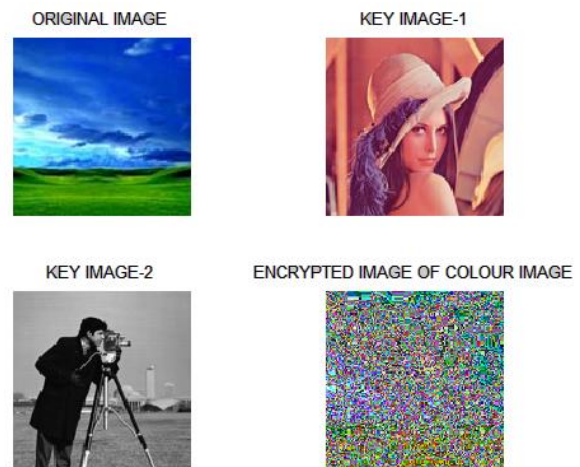 ORIGINAL IMAGE
KEY IMAGE-1
KEY IMAGE-2
ENCRYPTED IMAGE OF COLOUR IMAGE